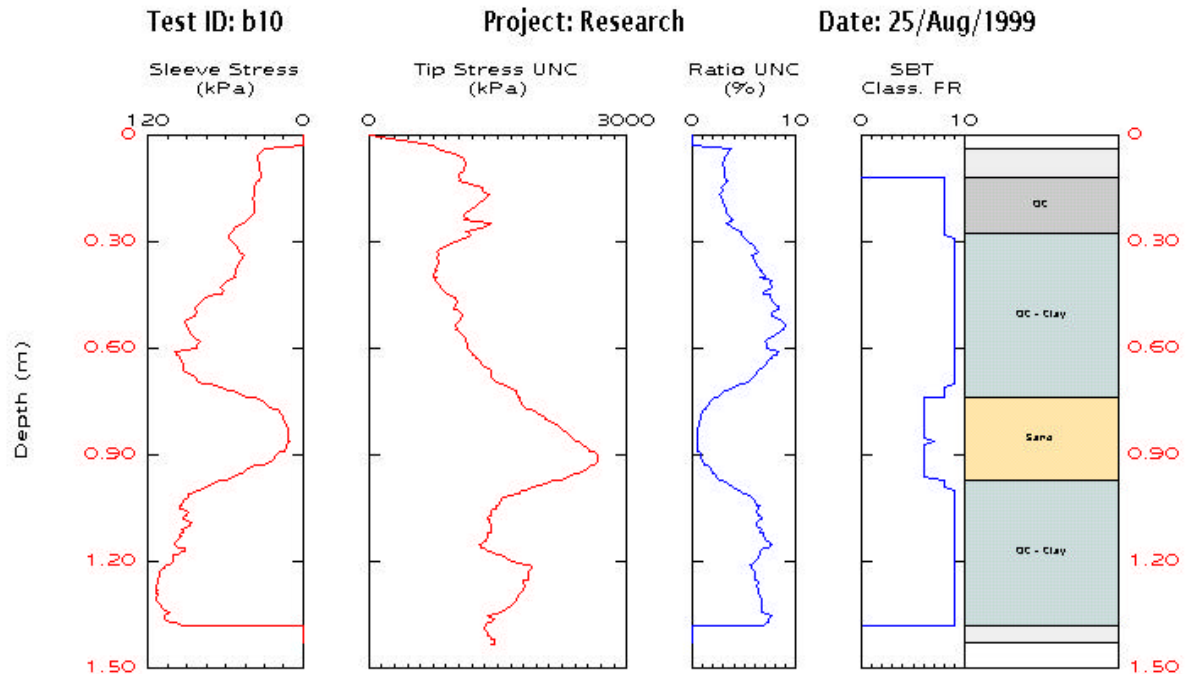 Test ID: b10 Project: Research Date: 25/Aug/1999
Sleeve Stress Tip Stress UNC Ratio UNC SBT
(kPa) (kPa) (%) Class. FR
120 0 0 3000 0 10 0 10
0 0
OC
0.30 0.30
OC - Clay
0.60 0.60
Depth (m)
Sand
0.90 0.90
OC - Clay
1.20 1.20
1.50 1.50